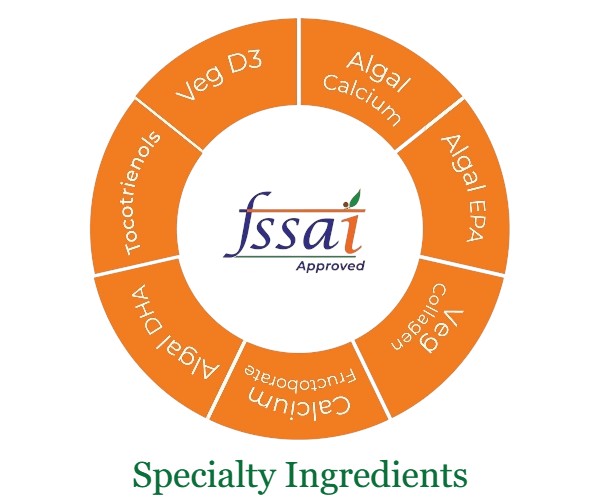 Veg D3
Algal
Calcium
Algal EPA
Veg
Collagen
Calcium
Fructoborate
Algal DHA
Tocotrienols
fssai
Approved
Specialty Ingredients